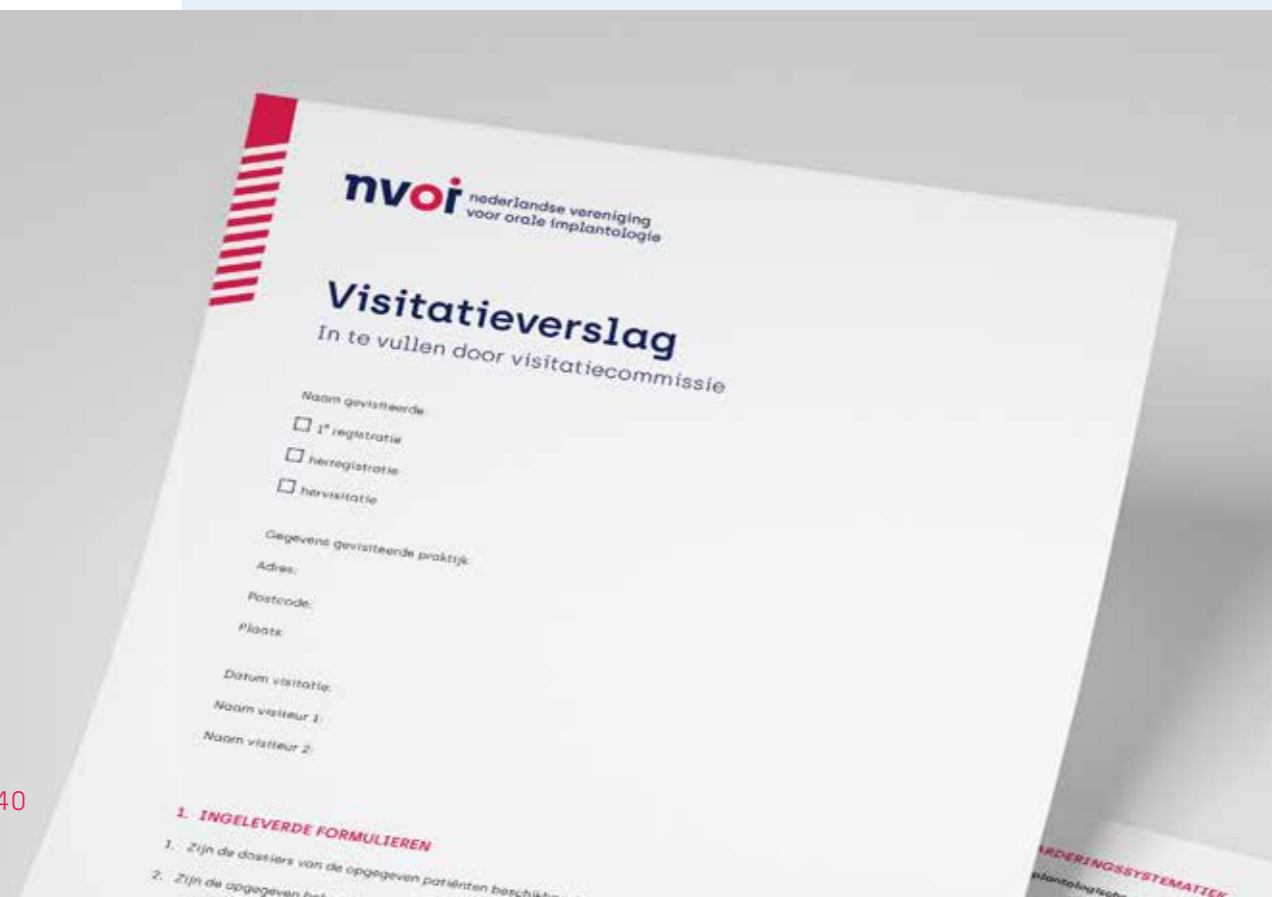 nvoi
nederlandse vereniging
voor orale implantologie
Visitatieverslag
In te vullen door visitatiecommissie
Naam gevisiteerde
1e registratie
herregistratie
hervisitatie
Gegevens gevisiteerde praktijk:
Adres:
Postcode:
Plaats:
Datum visitatie:
Naam visiteur 1:
Naam visiteur 2:
1. INGELEVERDE FORMULIEREN
1. Zijn de dossiers van de opgegeven patiënten
2. Zijn de opgegeven
40